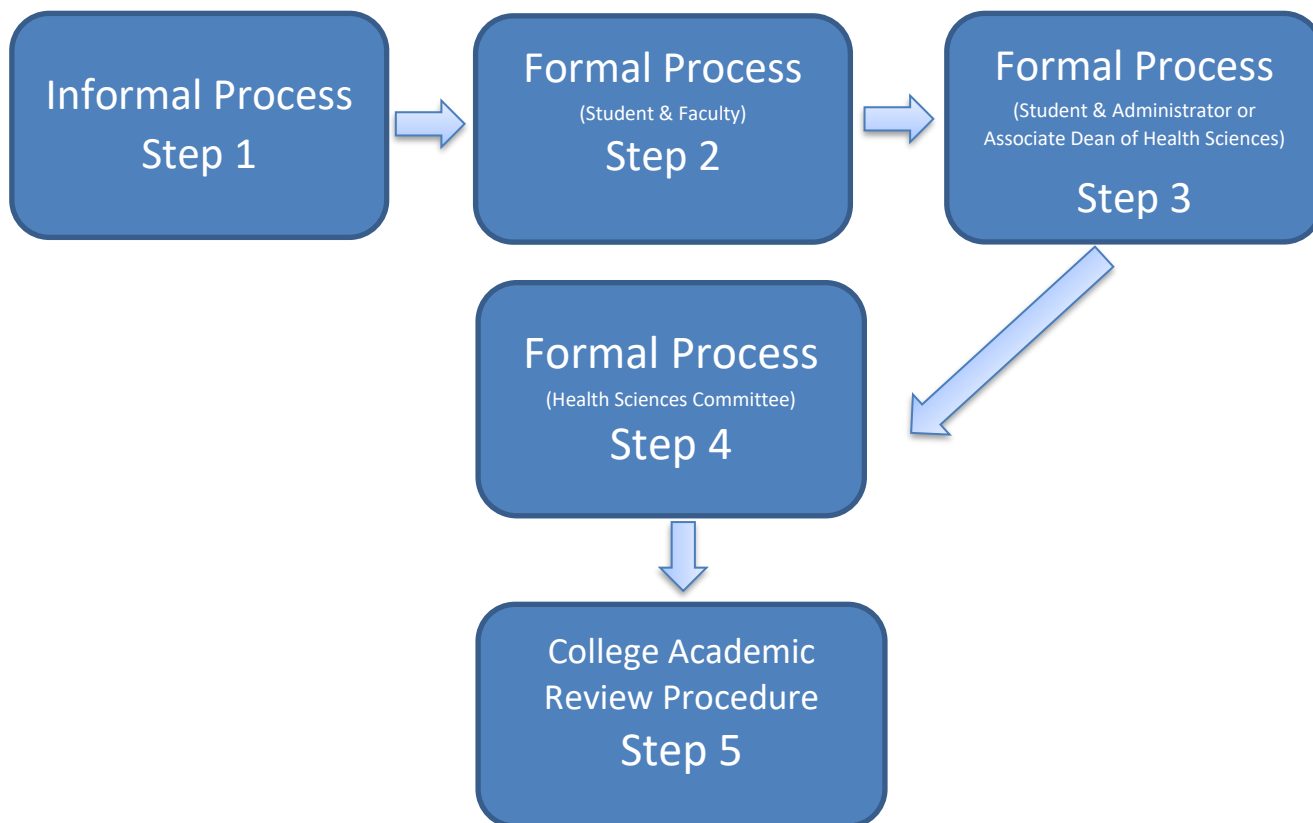 Informal Process
Step 1
Formal Process
(Student & Faculty)
Step 2
Formal Process
(Student & Administrator or
Associate Dean of Health Sciences)
Step 3
Formal Process
(Health Sciences Committee)
Step 4
College Academic
Review Procedure
Step 5